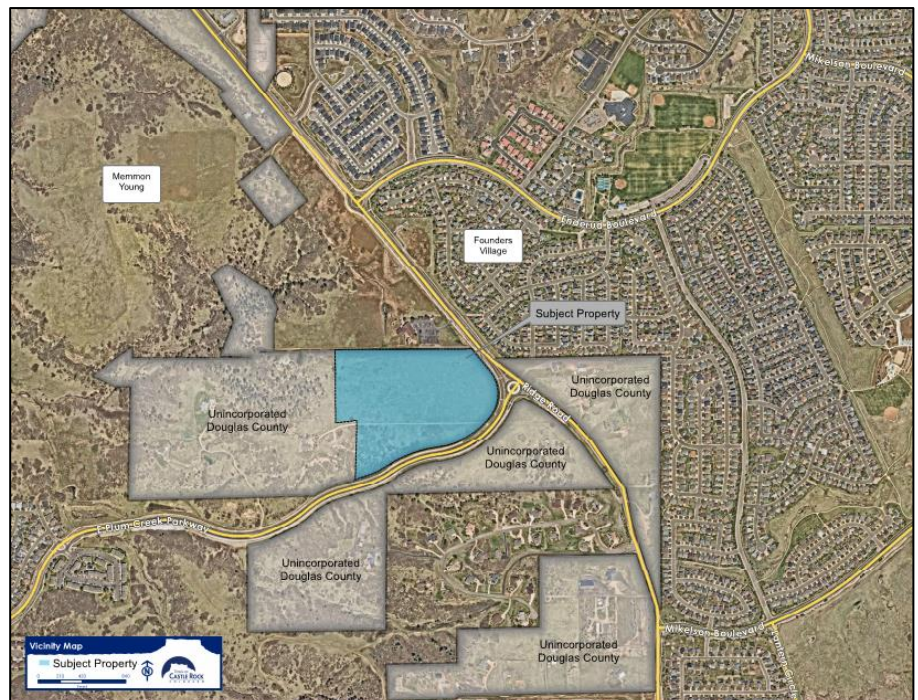 Mikelson Boulevard
Memmon
Young
Enderud Boulevard
Founders
Village
Subject Property
Unincorporated
Douglas County
Ridge Road
Unincorporated
Douglas County
Unincorporated
Douglas County
E Plum Creek Parkway
Unincorporated
Douglas County
Mikelson Boulevard
Unincorporated
Douglas County
Vicinity Map
Subject Property
N
CASTLE ROCK
COLORADO